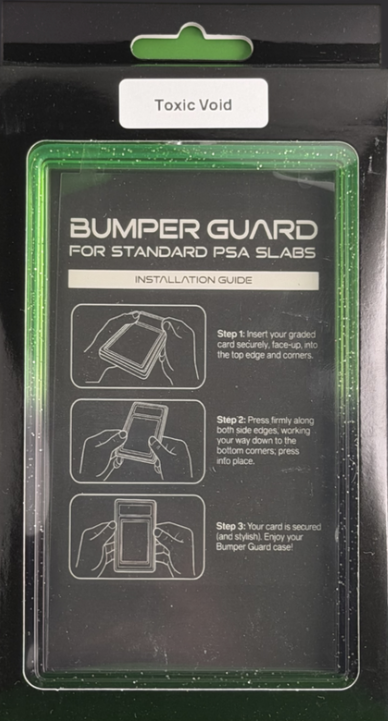 Toxic Void
BUMPER GUARD
FOR STANDARD PSA SLABS
INSTALLATION GUIDE
Step 1: Insert your graded
card securely, face-up, into
the top edge and corners.
Step 2: Press firmly along
both side edges, working
your way down to the
bottom corners; press
into place.
Step 3: Your card is secured
(and stylish). Enjoy your
Bumper Guard case!